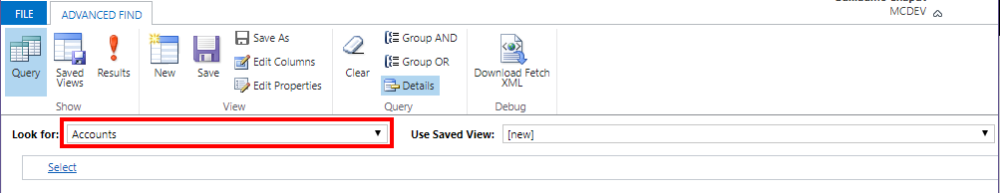 MCDEV
FILE
ADVANCED FIND
Query
Saved
Views
Results
New
Save
Save As
Edit Columns
Edit Properties
Clear
Group AND
Group OR
Details
Download Fetch
XML
Show
View
Query
Debug
Look for: Accounts
Use Saved View: [new]
Select